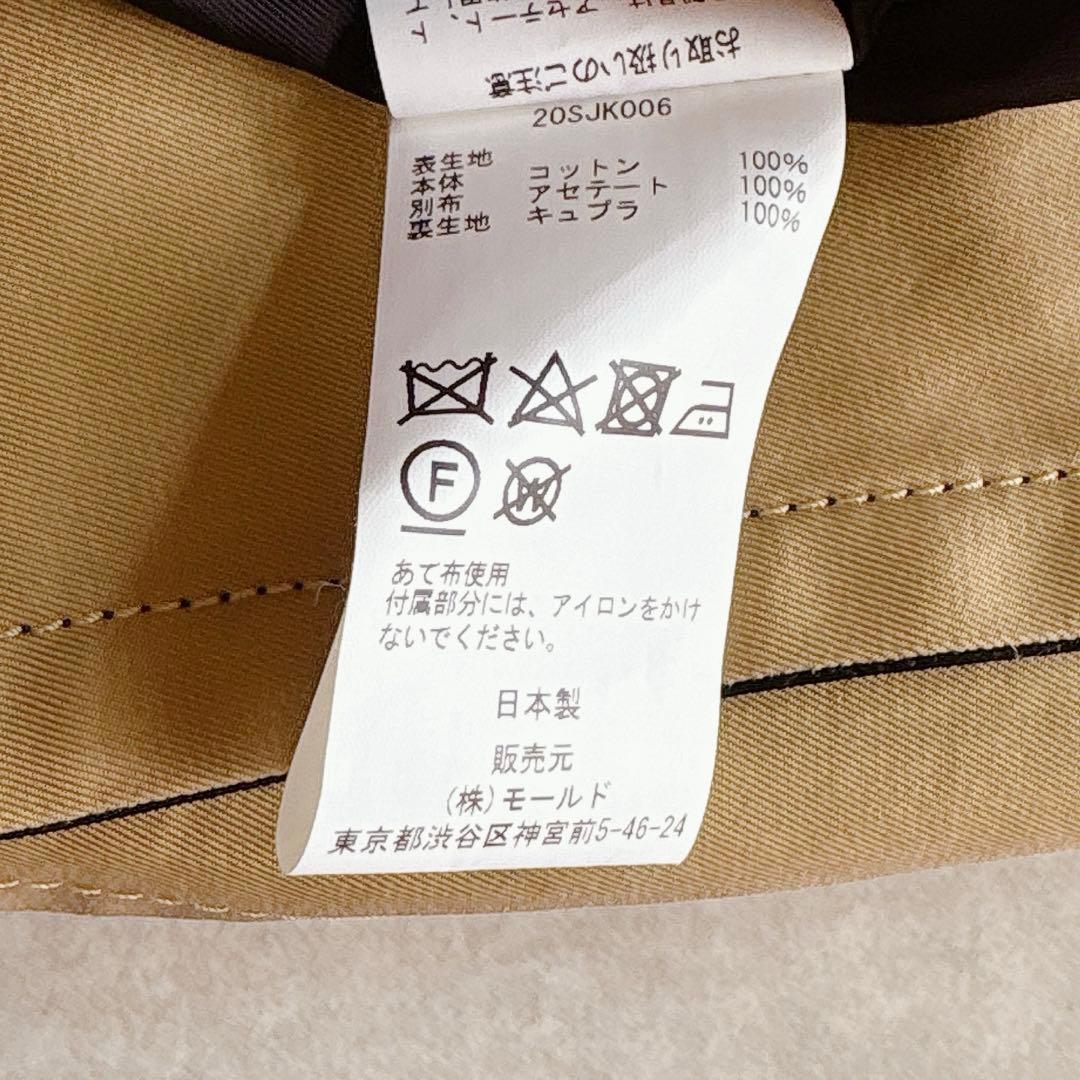 お取り扱いのご注意
20SJK006
表生地
本体 コットン 100%
別布 アセテート 100%
裏生地 キュプラ 100%
F
W
あて布使用
付属部分には、アイロンをかけ
ないでください。
日本製
販売元
(株)モールド
東京都渋谷区神宮前5-46-24